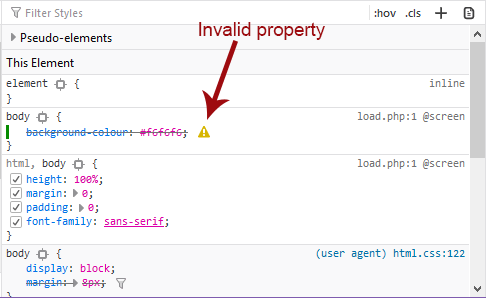 Filter Styles :hov .cls +
Invalid property
Pseudo-elements
This Element
element { inline
}
body { load.php:1 @screen
background-colour: #f6f6f6;
}
html, body { load.php:1 @screen
height: 100%;
margin: 0;
padding: 0;
font-family: sans-serif;
}
body { (user agent) html.css:122
display: block;
margin: 8px;